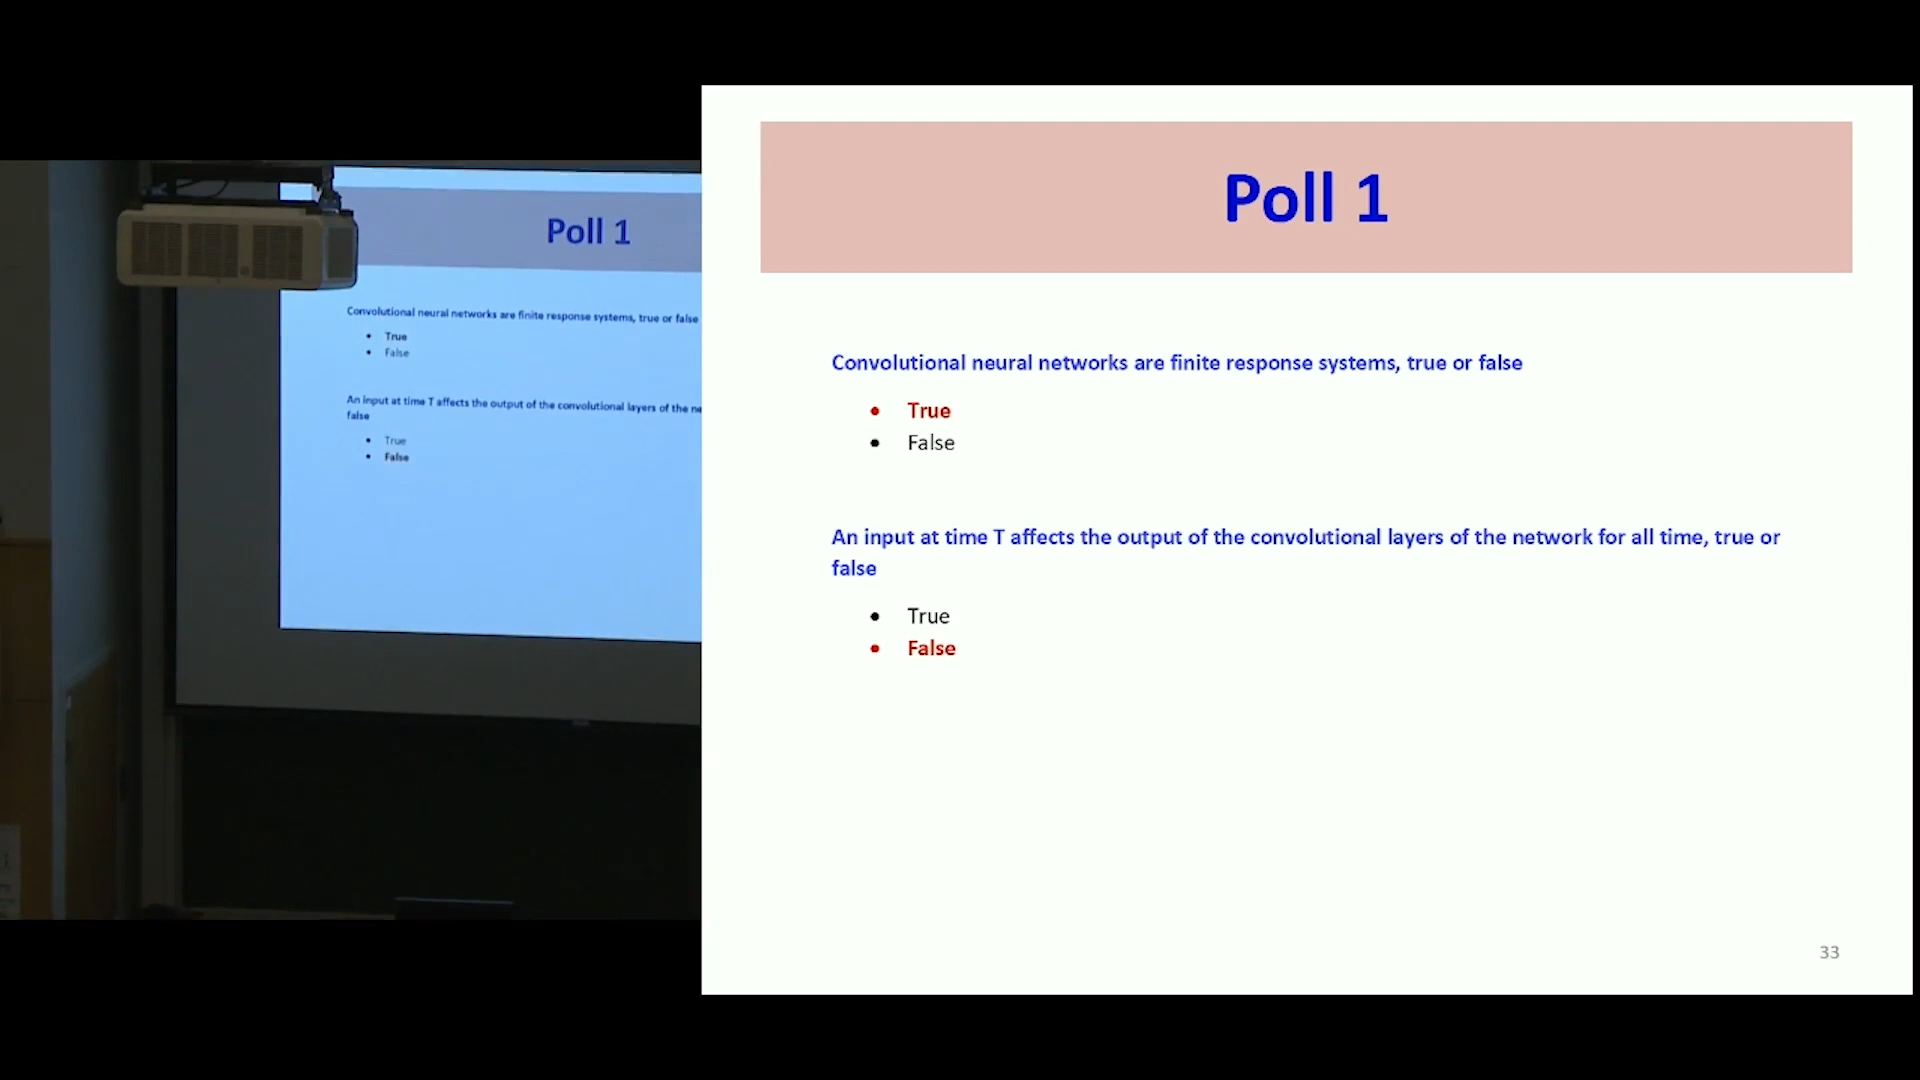 Poll 1
Convolutional neural networks are finite response systems, true or false
• True
• False
An input at time T affects the output of the convolutional layers of the ne
false
• True
• False
Poll 1
Convolutional neural networks are finite response systems, true or false
• True
• False
An input at time T affects the output of the convolutional layers of the network for all time, true or
false
• True
• False
33